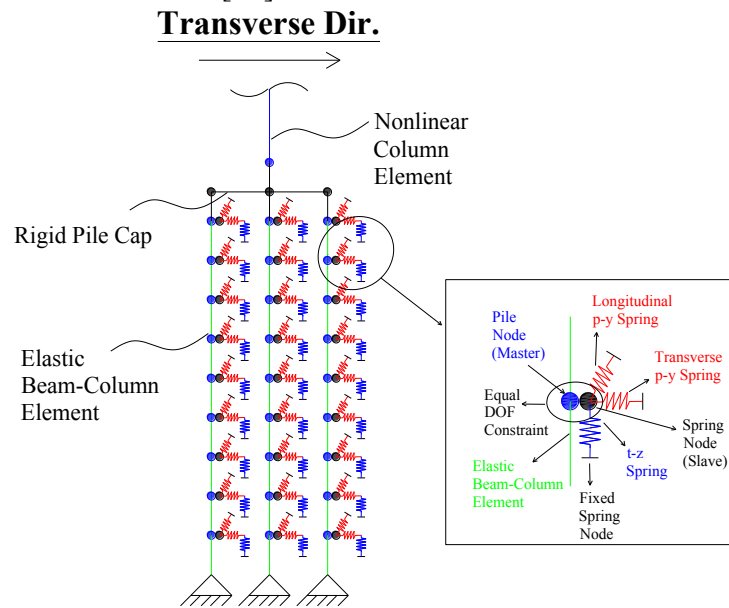 Transverse Dir.
Nonlinear
Column
Element
Rigid Pile Cap
Elastic
Beam-Column
Element
Longitudinal
p-y Spring
Pile
Node
(Master)
Transverse
p-y Spring
Equal
DOF
Constraint
Spring
Node
(Slave)
t-z
Spring
Elastic
Beam-Column
Element
Fixed
Spring
Node